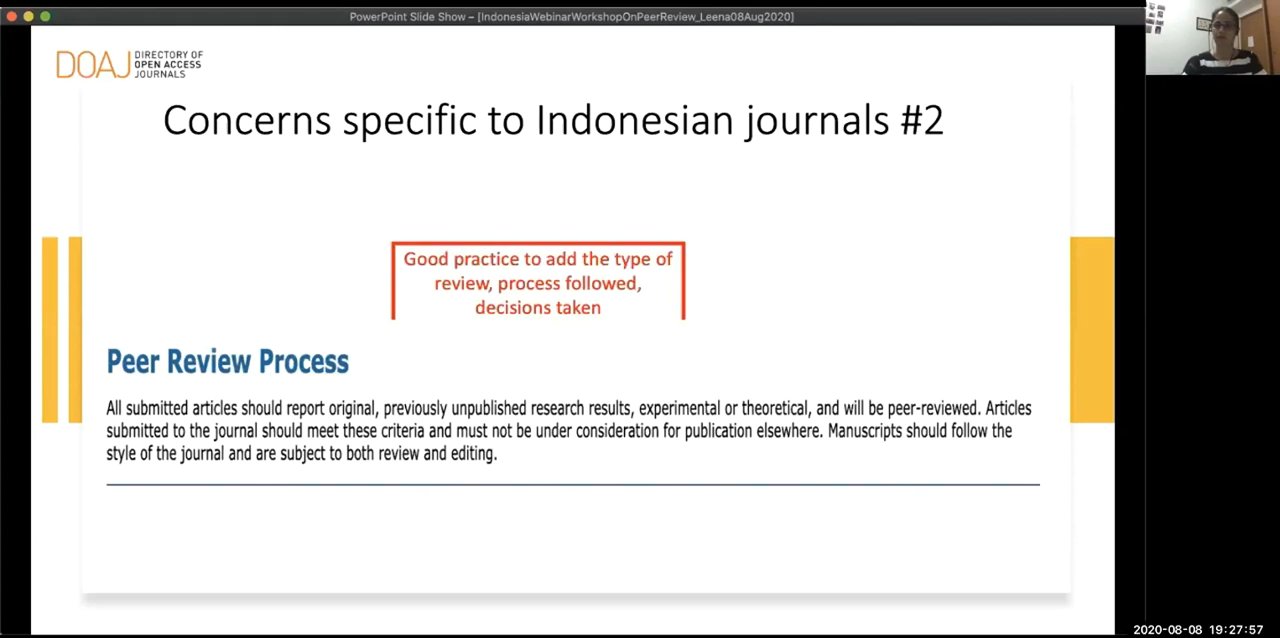 PowerPoint Slide Show – [IndonesiaWebinarWorkshopOnPeerReview_Leena08Aug2020]
DOAJ
DIRECTORY OF
OPEN ACCESS
JOURNALS
Concerns specific to Indonesian journals #2
Good practice to add the type of
review, process followed,
decisions taken
Peer Review Process
All submitted articles should report original, previously unpublished research results, experimental or theoretical, and will be peer-reviewed. Articles
submitted to the journal should meet these criteria and must not be under consideration for publication elsewhere. Manuscripts should follow the
style of the journal and are subject to both review and editing.
2020-08-08 19:27:57